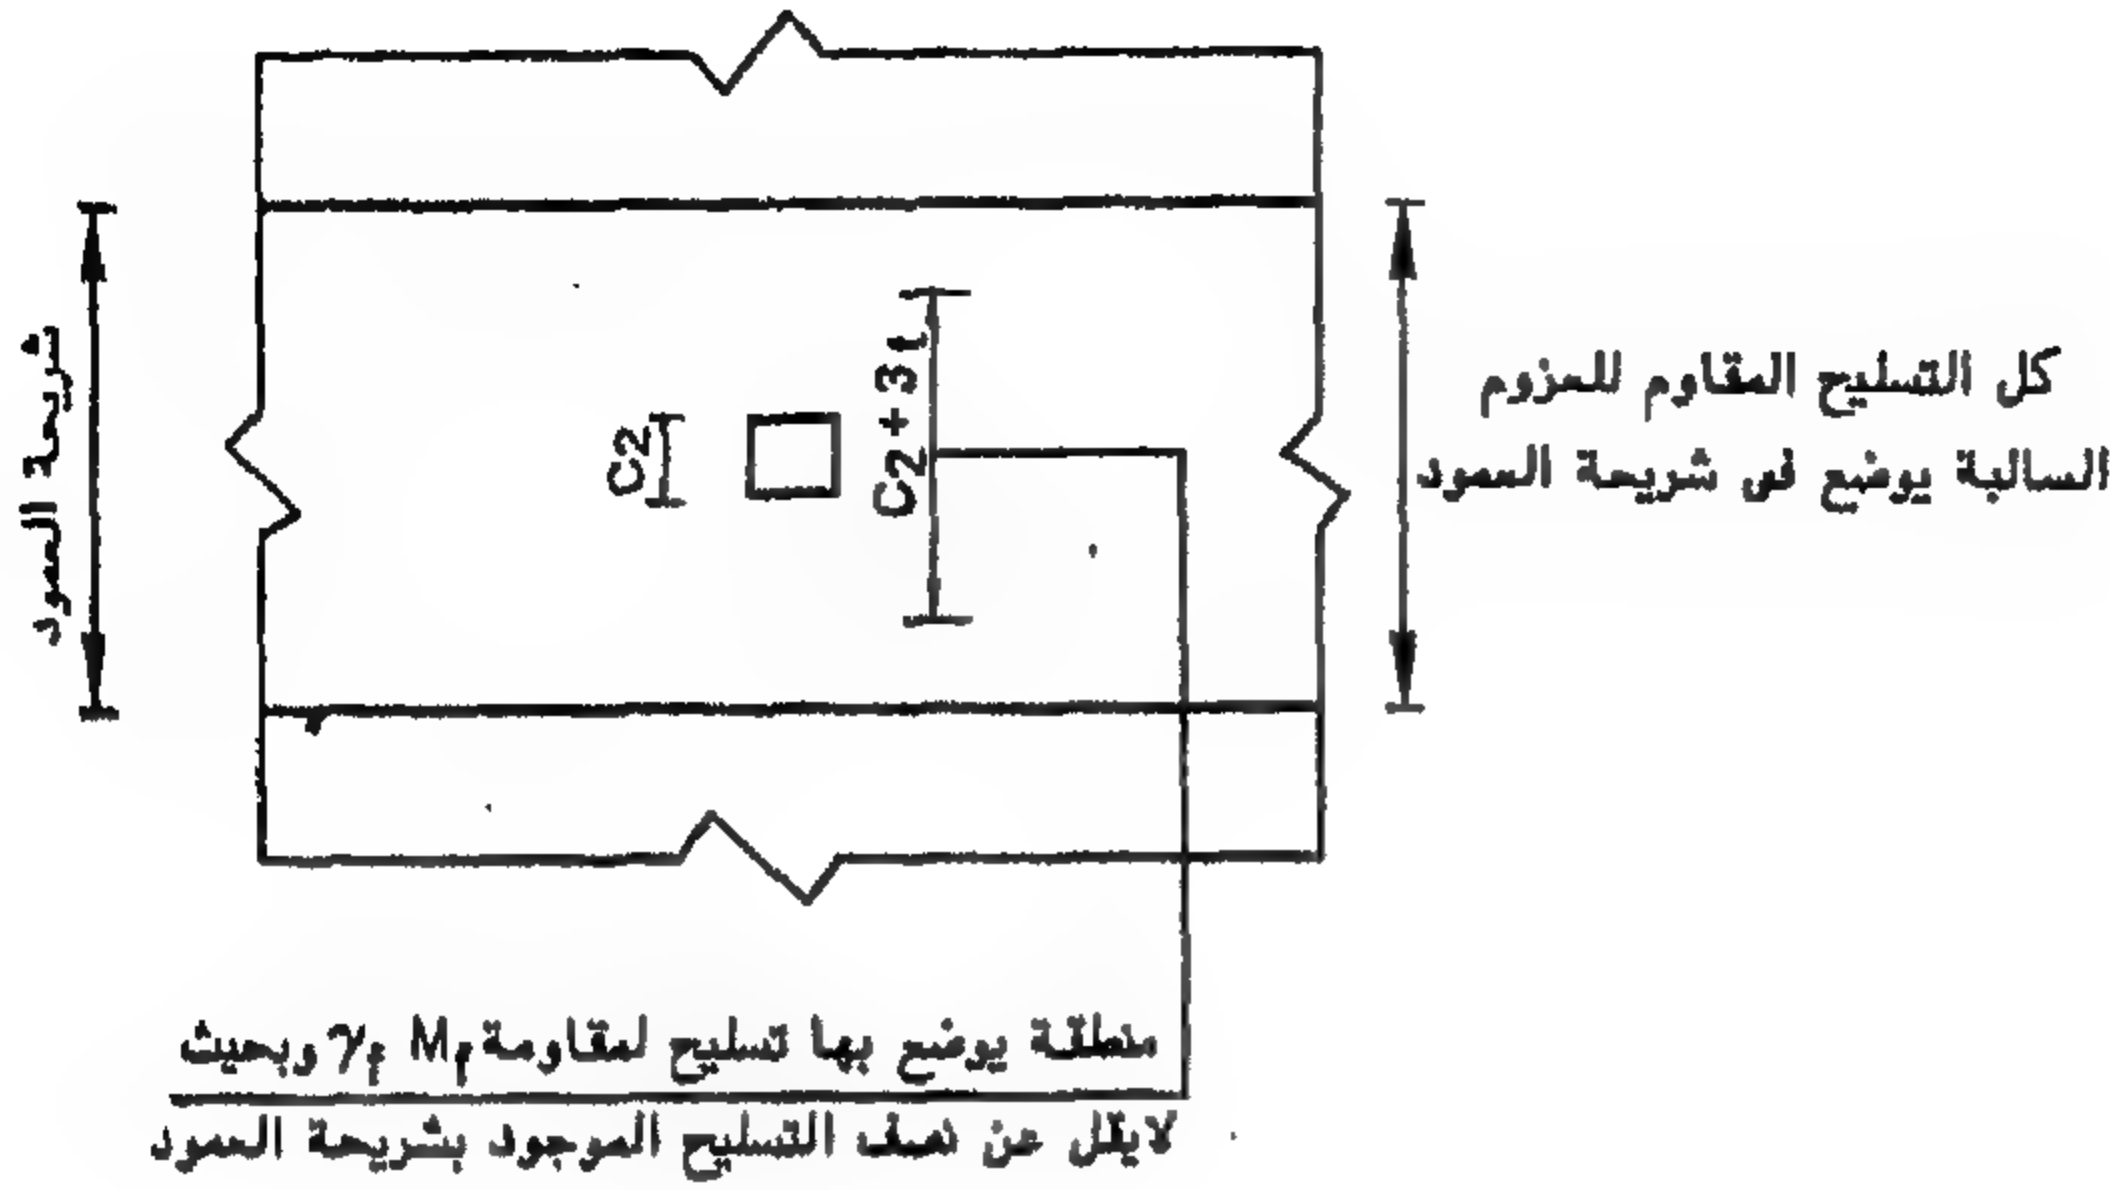 شريحة العمود
C2
C2+3t
كل التسليح المقاوم للعزوم
السالبة يوضع فى شريحة العمود
منطقة يوضع بها تسليح لمقاومة γf Mf وبحيث
لايقل عن نصف التسليح الموجود بشريحة العمود